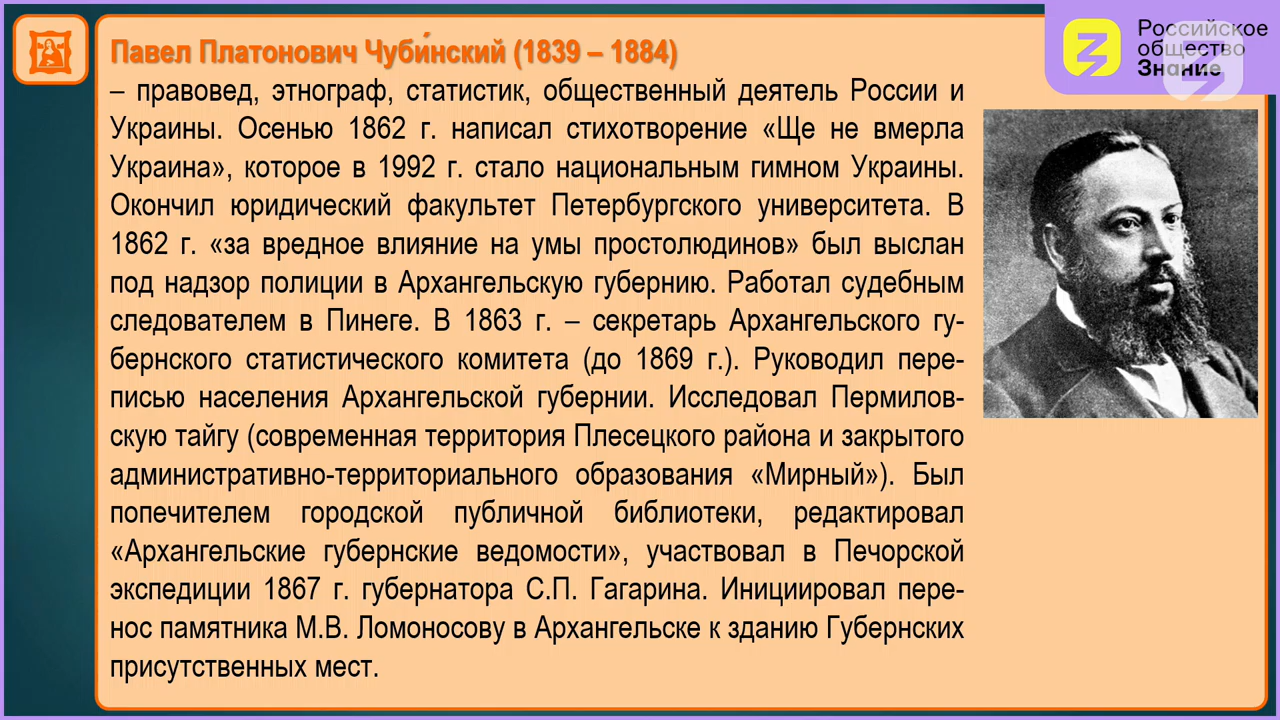 Павел Платонович Чуби́нский (1839 – 1884)
– правовед, этнограф, статистик, общественный деятель России и
Украины. Осенью 1862 г. написал стихотворение «Ще не вмерла
Украина», которое в 1992 г. стало национальным гимном Украины.
Окончил юридический факультет Петербургского университета. В
1862 г. «за вредное влияние на умы простолюдинов» был выслан
под надзор полиции в Архангельскую губернию. Работал судебным
следователем в Пинеге. В 1863 г. – секретарь Архангельского гу-
бернского статистического комитета (до 1869 г.). Руководил пере-
писью населения Архангельской губернии. Исследовал Пермилов-
скую тайгу (современная территория Плесецкого района и закрытого
административно-территориального образования «Мирный»). Был
попечителем городской публичной библиотеки, редактировал
«Архангельские губернские ведомости», участвовал в Печорской
экспедиции 1867 г. губернатора С.П. Гагарина. Инициировал пере-
нос памятника М.В. Ломоносову в Архангельске к зданию Губернских
присутственных мест.
Российское
общество
Знание